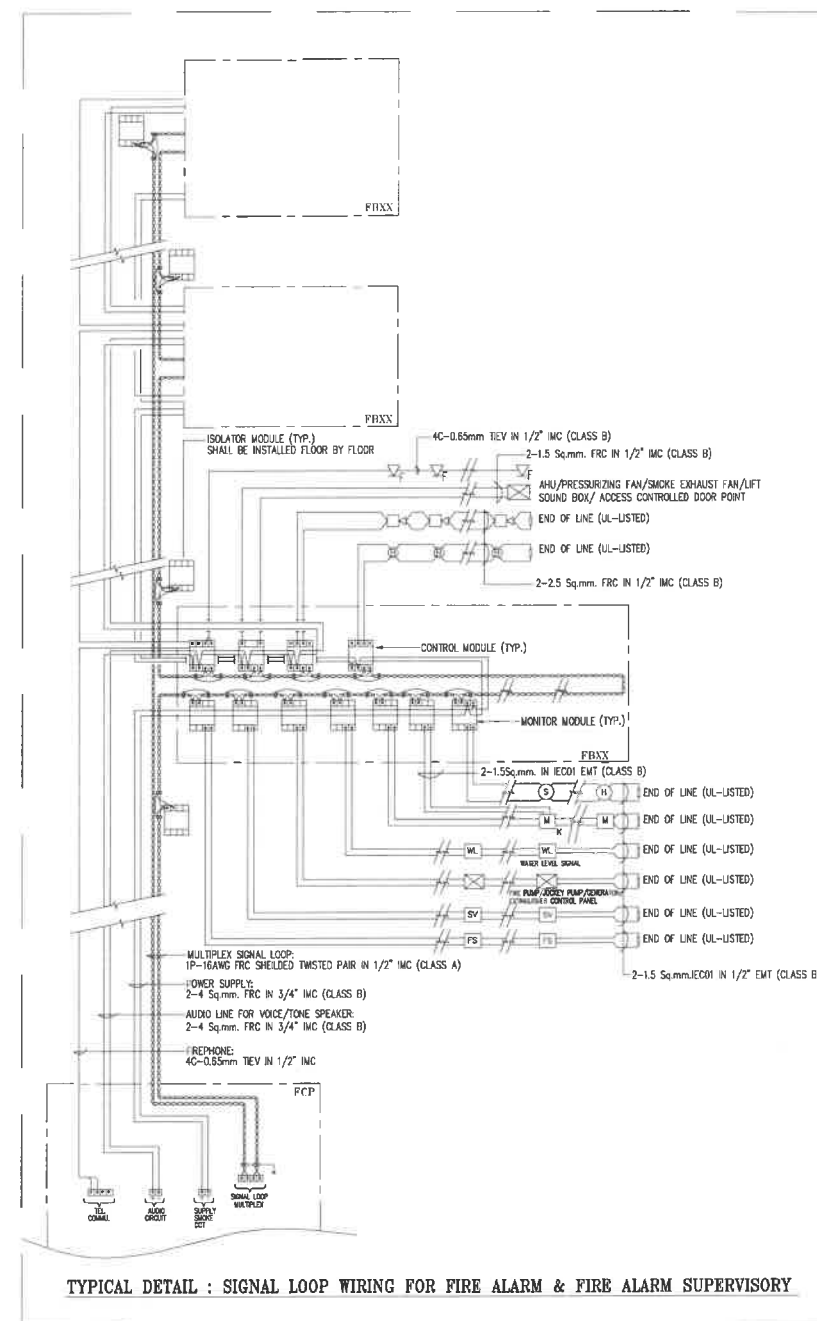 FBXX
FBXX
ISOLATOR MODULE (TYP.)
SHALL BE INSTALLED FLOOR BY FLOOR
4C-0.65mm TIEV IN 1/2" IMC (CLASS B)
2-1.5 Sq.mm. FRC IN 1/2" IMC (CLASS B)
F F F
AHU/PRESSURIZING FAN/SMOKE EXHAUST FAN/LIFT
SOUND BOX/ ACCESS CONTROLLED DOOR POINT
END OF LINE (UL-LISTED)
END OF LINE (UL-LISTED)
2-2.5 Sq.mm. FRC IN 1/2" IMC (CLASS B)
CONTROL MODULE (TYP.)
MONITOR MODULE (TYP.)
FBXX
2-1.5Sq.mm. IN IEC01 EMT (CLASS B)
S H END OF LINE (UL-LISTED)
M M END OF LINE (UL-LISTED)
K
WL WL END OF LINE (UL-LISTED)
WATER LEVEL SIGNAL
END OF LINE (UL-LISTED)
PUMP/JOCKEY PUMP/GENERATOR
CONTROL PANEL
SV SV END OF LINE (UL-LISTED)
FS FS END OF LINE (UL-LISTED)
2-1.5 Sq.mm.IEC01 IN 1/2" EMT (CLASS B
MULTIPLEX SIGNAL LOOP:
1P-16AWG FRC SHEILDED TWISTED PAIR IN 1/2" IMC (CLASS A)
POWER SUPPLY:
2-4 Sq.mm. FRC IN 3/4" IMC (CLASS B)
AUDIO LINE FOR VOICE/TONE SPEAKER:
2-4 Sq.mm. FRC IN 3/4" IMC (CLASS B)
FIREPHONE:
4C-0.65mm TIEV IN 1/2" IMC
FCP
TEL.
COMMU.
AUDIO
CIRCUIT
SUPPLY
SMOKE
CCT
SIGNAL LOOP
MULTIPLEX
TYPICAL DETAIL : SIGNAL LOOP WIRING FOR FIRE ALARM & FIRE ALARM SUPERVISORY